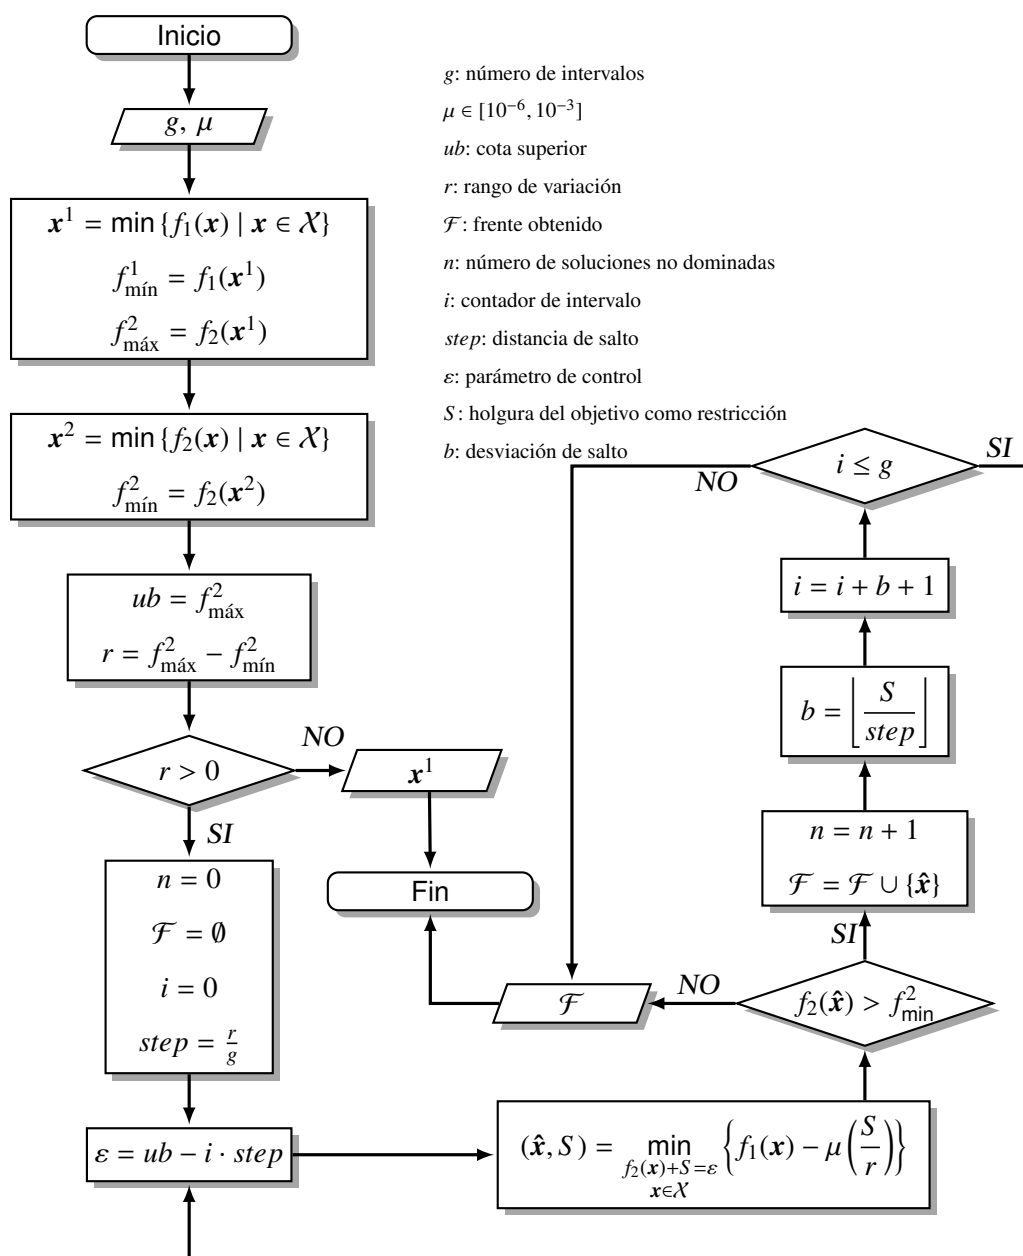 Inicio
g, μ
x¹ = min {f₁(x) | x ∈ X}
f¹mín = f₁(x¹)
f²máx = f₂(x¹)
x² = min {f₂(x) | x ∈ X}
f²mín = f₂(x²)
ub = f²máx
r = f²máx − f²mín
r > 0
NO
x¹
SI
n = 0
ℱ = ∅
i = 0
step = r/g
Fin
ε = ub − i · step
g: número de intervalos
μ ∈ [10⁻⁶, 10⁻³]
ub: cota superior
r: rango de variación
ℱ: frente obtenido
n: número de soluciones no dominadas
i: contador de intervalo
step: distancia de salto
ε: parámetro de control
S: holgura del objetivo como restricción
b: desviación de salto
(x̂, S) = min {f₁(x) − μ (S/r)}
f₂(x)+S=ε
x∈X
f₂(x̂) > f²min
NO
ℱ
SI
n = n + 1
ℱ = ℱ ∪ {x̂}
b = ⌊S/step⌋
i = i + b + 1
i ≤ g
NO
SI